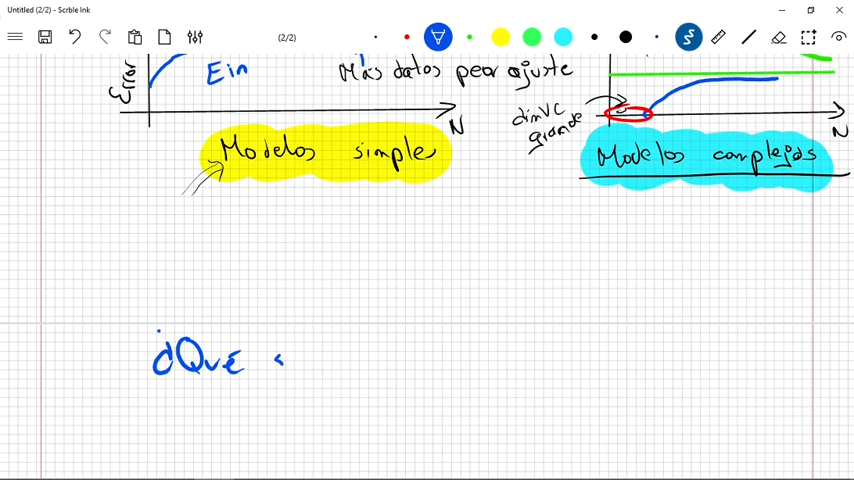 Untitled (2/2) - Scrble Ink
(2/2)
Error
Ein
Más datos peor ajuste
N
dimVC
grande
N
Modelos simples
Modelos complejos
¿Qué s